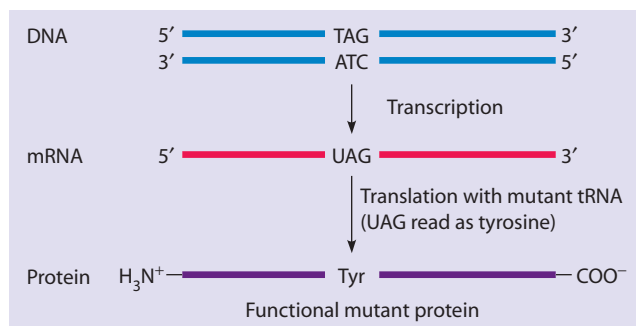 DNA 5′ TAG 3′
3′ ATC 5′
Transcription
mRNA 5′ UAG 3′
Translation with mutant tRNA
(UAG read as tyrosine)
Protein H₃N⁺ Tyr COO⁻
Functional mutant protein